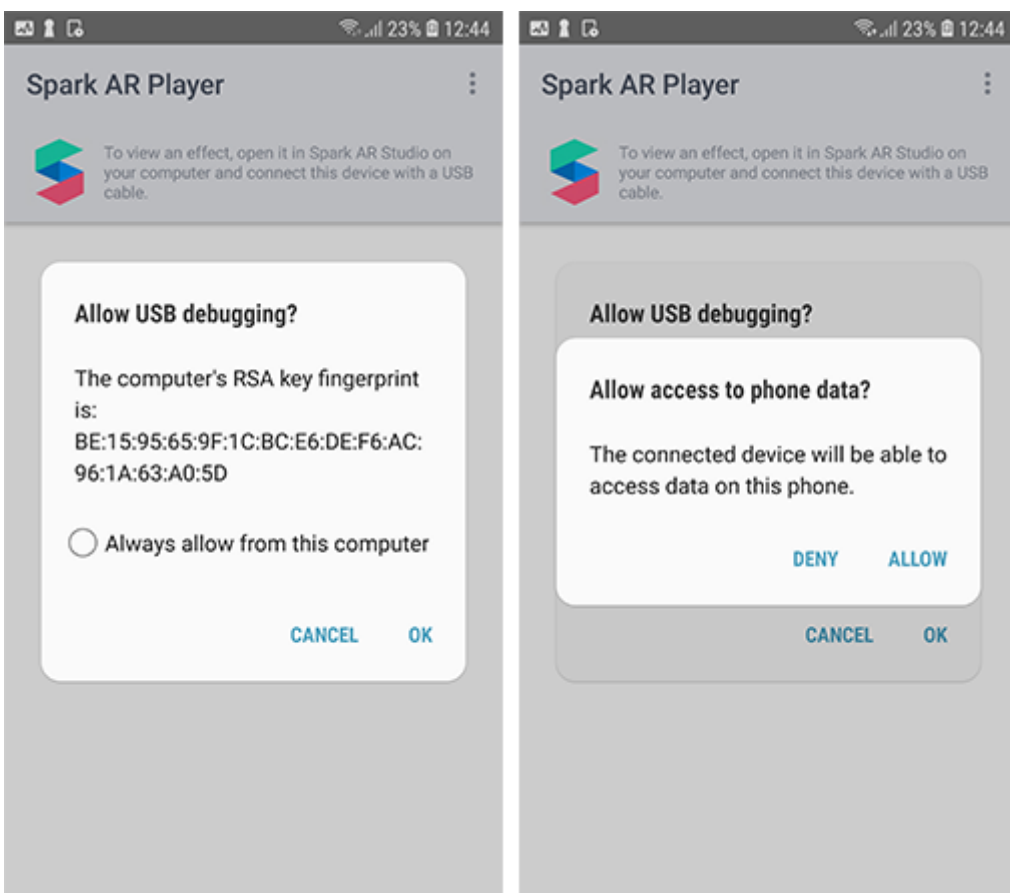 23% 12:44
Spark AR Player
To view an effect, open it in Spark AR Studio on
your computer and connect this device with a USB
cable.
Allow USB debugging?
The computer's RSA key fingerprint
is:
BE:15:95:65:9F:1C:BC:E6:DE:F6:AC:
96:1A:63:A0:5D
Always allow from this computer
CANCEL OK
23% 12:44
Spark AR Player
To view an effect, open it in Spark AR Studio on
your computer and connect this device with a USB
cable.
Allow USB debugging?
Allow access to phone data?
The connected device will be able to
access data on this phone.
DENY ALLOW
CANCEL OK